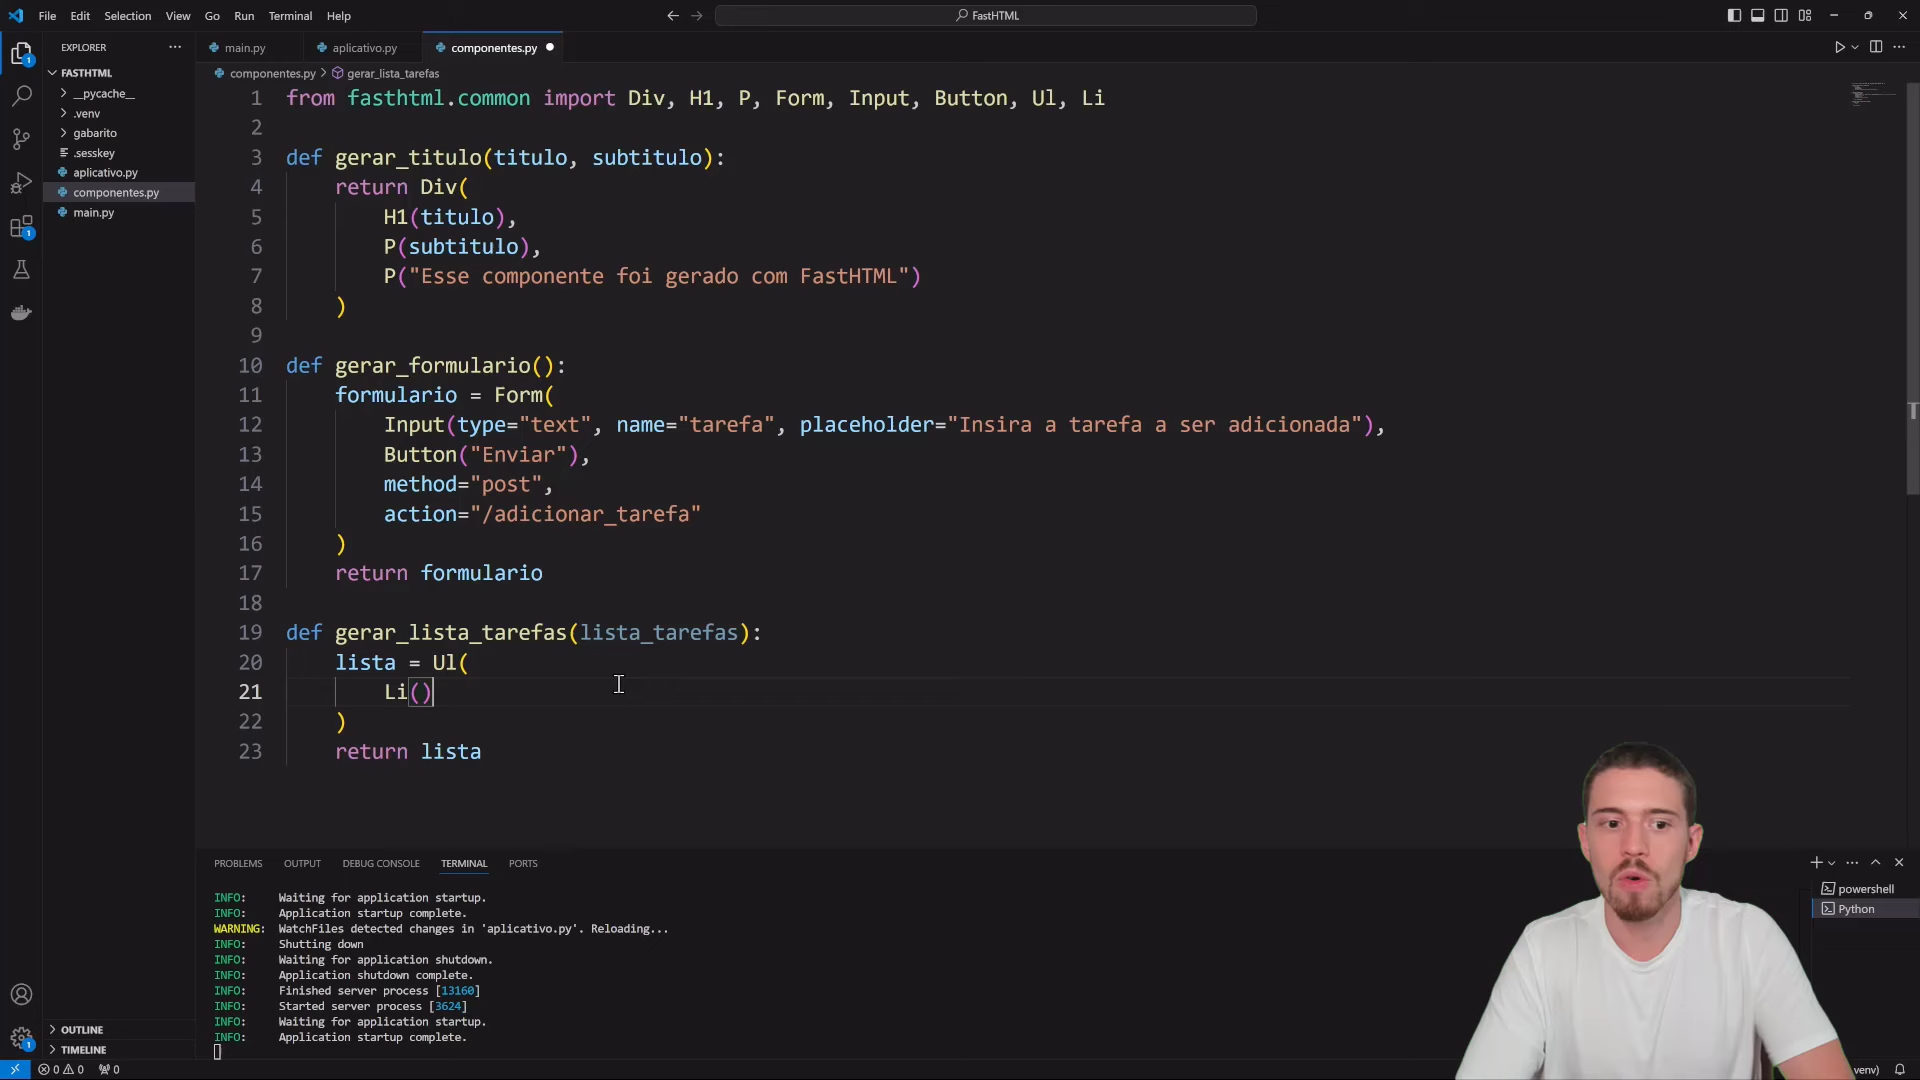 File Edit Selection View Go Run Terminal Help
FastHTML
EXPLORER
FASTHTML
__pycache__
.venv
gabarito
.sesskey
aplicativo.py
componentes.py
main.py
OUTLINE
TIMELINE
main.py aplicativo.py componentes.py
componentes.py > gerar_lista_tarefas
1 from fasthtml.common import Div, H1, P, Form, Input, Button, Ul, Li
2
3 def gerar_titulo(titulo, subtitulo):
4 return Div(
5 H1(titulo),
6 P(subtitulo),
7 P("Esse componente foi gerado com FastHTML")
8 )
9
10 def gerar_formulario():
11 formulario = Form(
12 Input(type="text", name="tarefa", placeholder="Insira a tarefa a ser adicionada"),
13 Button("Enviar"),
14 method="post",
15 action="/adicionar_tarefa"
16 )
17 return formulario
18
19 def gerar_lista_tarefas(lista_tarefas):
20 lista = Ul(
21 Li()
22 )
23 return lista
PROBLEMS OUTPUT DEBUG CONSOLE TERMINAL PORTS
INFO: Waiting for application startup.
INFO: Application startup complete.
WARNING: WatchFiles detected changes in 'aplicativo.py'. Reloading...
INFO: Shutting down
INFO: Waiting for application shutdown.
INFO: Application shutdown complete.
INFO: Finished server process [13160]
INFO: Started server process [3624]
INFO: Waiting for application startup.
INFO: Application startup complete.
powershell
Python
0 0 0
venv)